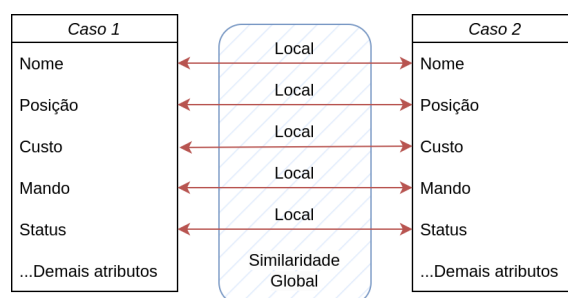 Caso 1
Nome
Posição
Custo
Mando
Status
...Demais atributos
Local
Local
Local
Local
Local
Similaridade
Global
Caso 2
Nome
Posição
Custo
Mando
Status
...Demais atributos